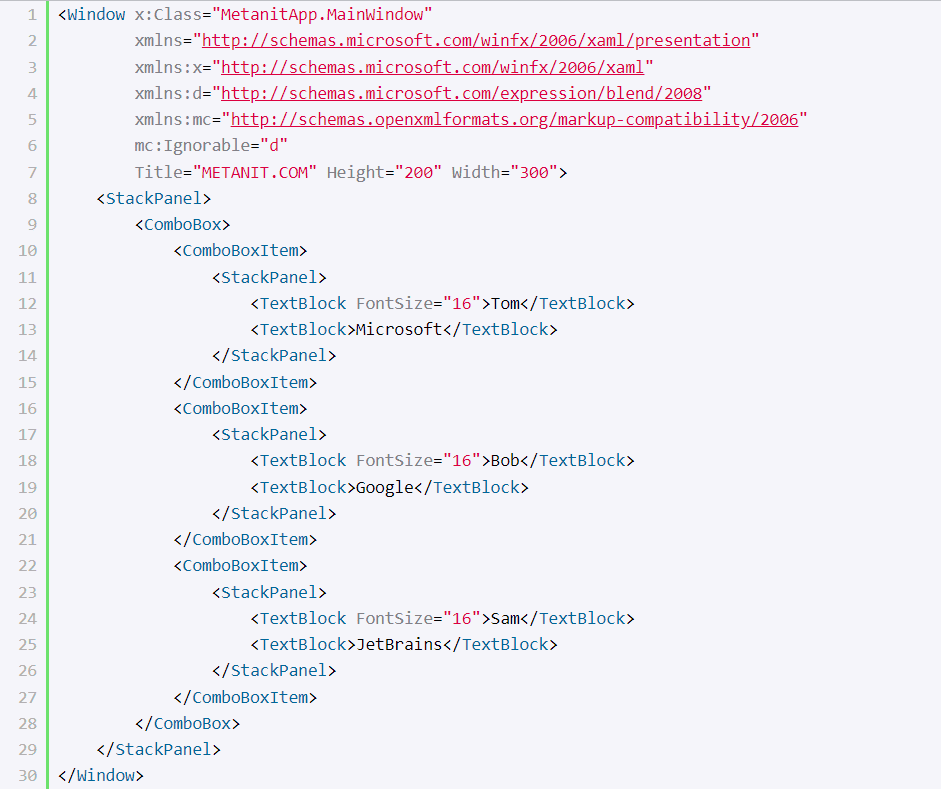 1 <Window x:Class="MetanitApp.MainWindow"
2         xmlns="http://schemas.microsoft.com/winfx/2006/xaml/presentation"
3         xmlns:x="http://schemas.microsoft.com/winfx/2006/xaml"
4         xmlns:d="http://schemas.microsoft.com/expression/blend/2008"
5         xmlns:mc="http://schemas.openxmlformats.org/markup-compatibility/2006"
6         mc:Ignorable="d"
7         Title="METANIT.COM" Height="200" Width="300">
8     <StackPanel>
9         <ComboBox>
10             <ComboBoxItem>
11                 <StackPanel>
12                     <TextBlock FontSize="16">Tom</TextBlock>
13                     <TextBlock>Microsoft</TextBlock>
14                 </StackPanel>
15             </ComboBoxItem>
16             <ComboBoxItem>
17                 <StackPanel>
18                     <TextBlock FontSize="16">Bob</TextBlock>
19                     <TextBlock>Google</TextBlock>
20                 </StackPanel>
21             </ComboBoxItem>
22             <ComboBoxItem>
23                 <StackPanel>
24                     <TextBlock FontSize="16">Sam</TextBlock>
25                     <TextBlock>JetBrains</TextBlock>
26                 </StackPanel>
27             </ComboBoxItem>
28         </ComboBox>
29     </StackPanel>
30 </Window>